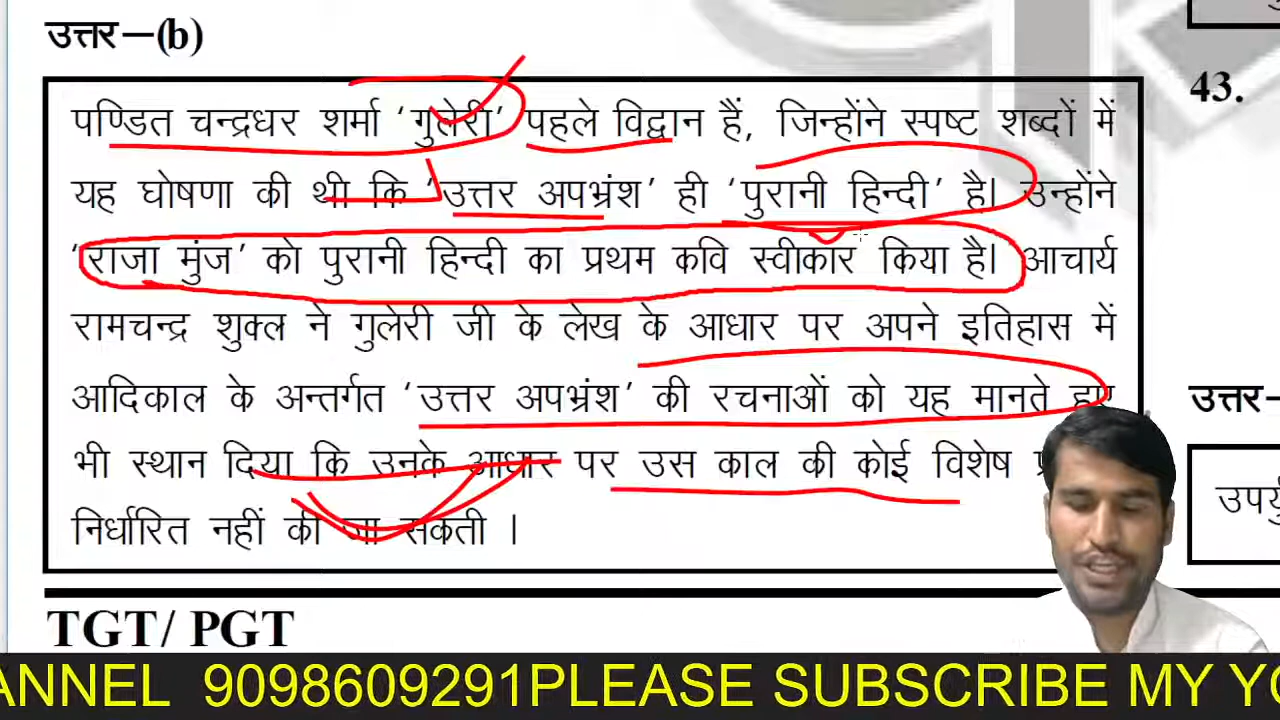 उत्तर–(b)
पण्डित चन्द्रधर शर्मा ‘गुलेरी’ पहले विद्वान हैं, जिन्होंने स्पष्ट शब्दों में
यह घोषणा की थी कि ‘उत्तर अपभ्रंश’ ही ‘पुरानी हिन्दी’ है। उन्होंने
‘राजा मुंज’ को पुरानी हिन्दी का प्रथम कवि स्वीकार किया है। आचार्य
रामचन्द्र शुक्ल ने गुलेरी जी के लेख के आधार पर अपने इतिहास में
आदिकाल के अन्तर्गत ‘उत्तर अपभ्रंश’ की रचनाओं को यह मानते हुए
भी स्थान दिया कि उनके आधार पर उस काल की कोई विशेष
निर्धारित नहीं की जा सकती ।
TGT/ PGT
43.
उत्तर–
ANNEL 9098609291PLEASE SUBSCRIBE MY